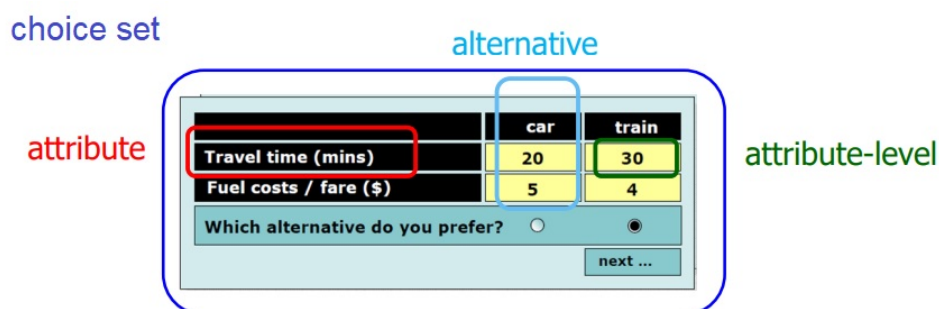 choice set
alternative
car train
attribute
Travel time (mins) 20 30
attribute-level
Fuel costs / fare ($) 5 4
Which alternative do you prefer?
next ...